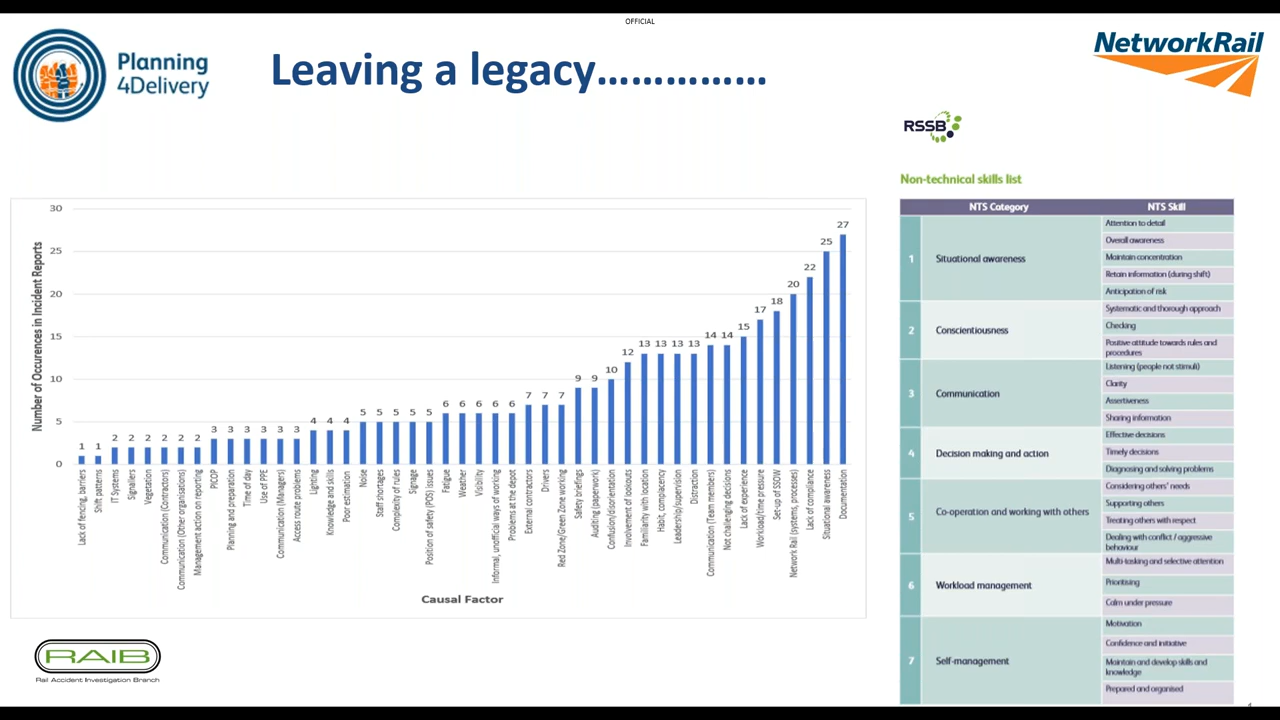 OFFICIAL
Planning
4Delivery
Leaving a legacy...............
NetworkRail
RSSB
Non-technical skills list
Number of Occurences in Incident Reports
30
25
20
15
10
5
0
1
1
2
2
2
2
2
2
3
3
3
3
3
3
4
4
4
5
5
5
5
5
6
6
6
6
6
7
7
7
9
9
10
12
13
13
13
13
14
14
15
17
18
20
22
25
27
Lack of fencing, barriers
Shift patterns
IT Systems
Signallers
Vegetation
Communication (Contractors)
Communication (Other organisations)
Management action on reporting
PICOP
Planning and preparation
Time of day
Use of PPE
Communication (Managers)
Access route problems
Lighting
Knowledge and skills
Poor estimation
Noise
Staff shortages
Complexity of rules
Signage
Position of safety (POS) issues
Fatigue
Weather
Visibility
Informal, unofficial ways of working
Problems at the depot
External contractors
Drivers
Red Zone/Green Zone working
Safety briefings
Auditing (paperwork)
Confusion/disorientation
Involvement of lookouts
Familiarity with location
Habit, complacency
Leadership/supervision
Distraction
Communication (Team members)
Not challenging decisions
Lack of experience
Workload/time pressure
Set-up of SSOW
Network Rail (systems, processes)
Lack of compliance
Situational awareness
Documentation
Causal Factor
NTS Category NTS Skill
1 Situational awareness
Attention to detail
Overall awareness
Maintain concentration
Retain information (during shift)
Anticipation of risk
2 Conscientiousness
Systematic and thorough approach
Checking
Positive attitude towards rules and
procedures
3 Communication
Listening (people not stimuli)
Clarity
Assertiveness
Sharing information
4 Decision making and action
Effective decisions
Timely decisions
Diagnosing and solving problems
5 Co-operation and working with others
Considering others' needs
Supporting others
Treating others with respect
Dealing with conflict / aggressive
behaviour
6 Workload management
Multi-tasking and selective attention
Prioritising
Calm under pressure
7 Self-management
Motivation
Confidence and initiative
Maintain and develop skills and
knowledge
Prepared and organised
RAIB
Rail Accident Investigation Branch